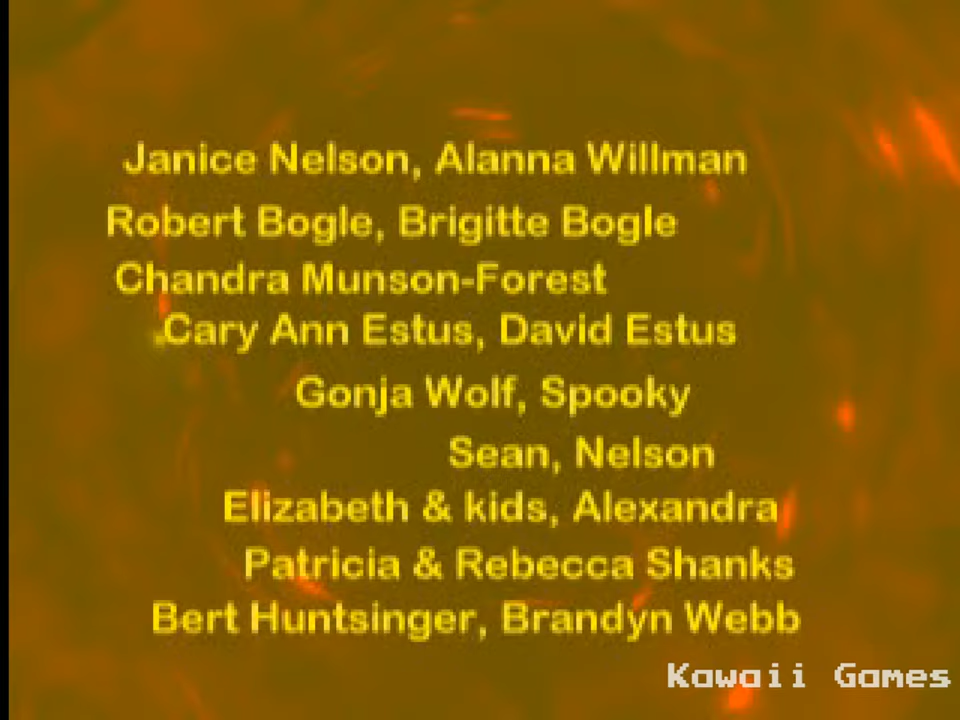 Janice Nelson, Alanna Willman
Robert Bogle, Brigitte Bogle
Chandra Munson-Forest
Cary Ann Estus, David Estus
Gonja Wolf, Spooky
Sean, Nelson
Elizabeth & kids, Alexandra
Patricia & Rebecca Shanks
Bert Huntsinger, Brandyn Webb
Kawaii Games